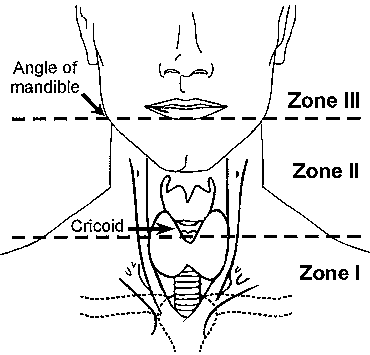 Angle of
mandible
Zone III
Zone II
Cricoid
Zone I